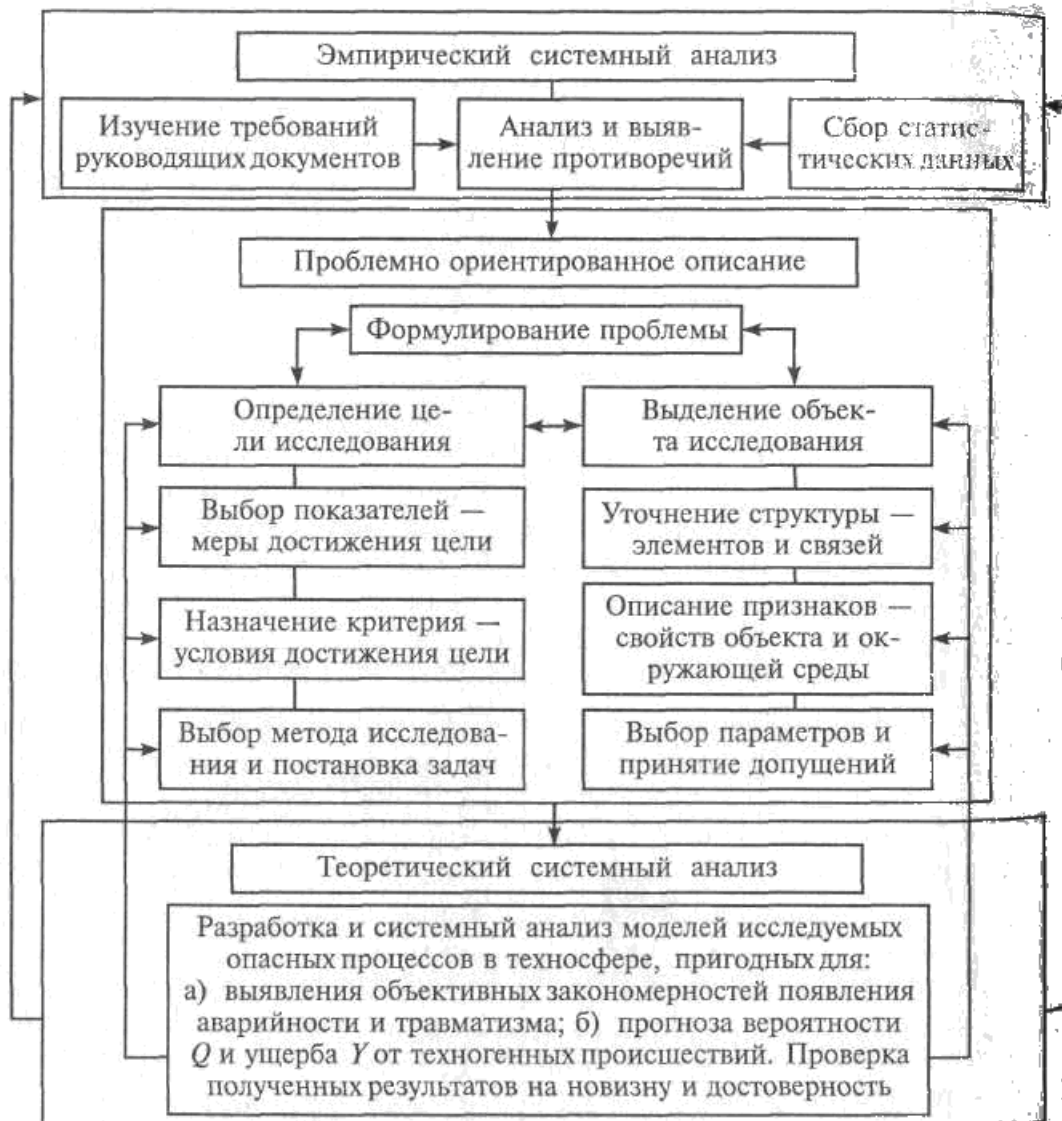 Эмпирический системный анализ
Изучение требований
руководящих документов
Анализ и выяв-
ление противоречий
Сбор статис-
тических данных
Проблемно ориентированное описание
Формулирование проблемы
Определение це-
ли исследования
Выделение объек-
та исследования
Выбор показателей —
меры достижения цели
Уточнение структуры —
элементов и связей
Назначение критерия —
условия достижения цели
Описание признаков —
свойств объекта и ок-
ружающей среды
Выбор метода исследова-
ния и постановка задач
Выбор параметров и
принятие допущений
Теоретический системный анализ
Разработка и системный анализ моделей исследуемых
опасных процессов в техносфере, пригодных для:
а) выявления объективных закономерностей появления
аварийности и травматизма; б) прогноза вероятности
Q и ущерба Y от техногенных происшествий. Проверка
полученных результатов на новизну и достоверность